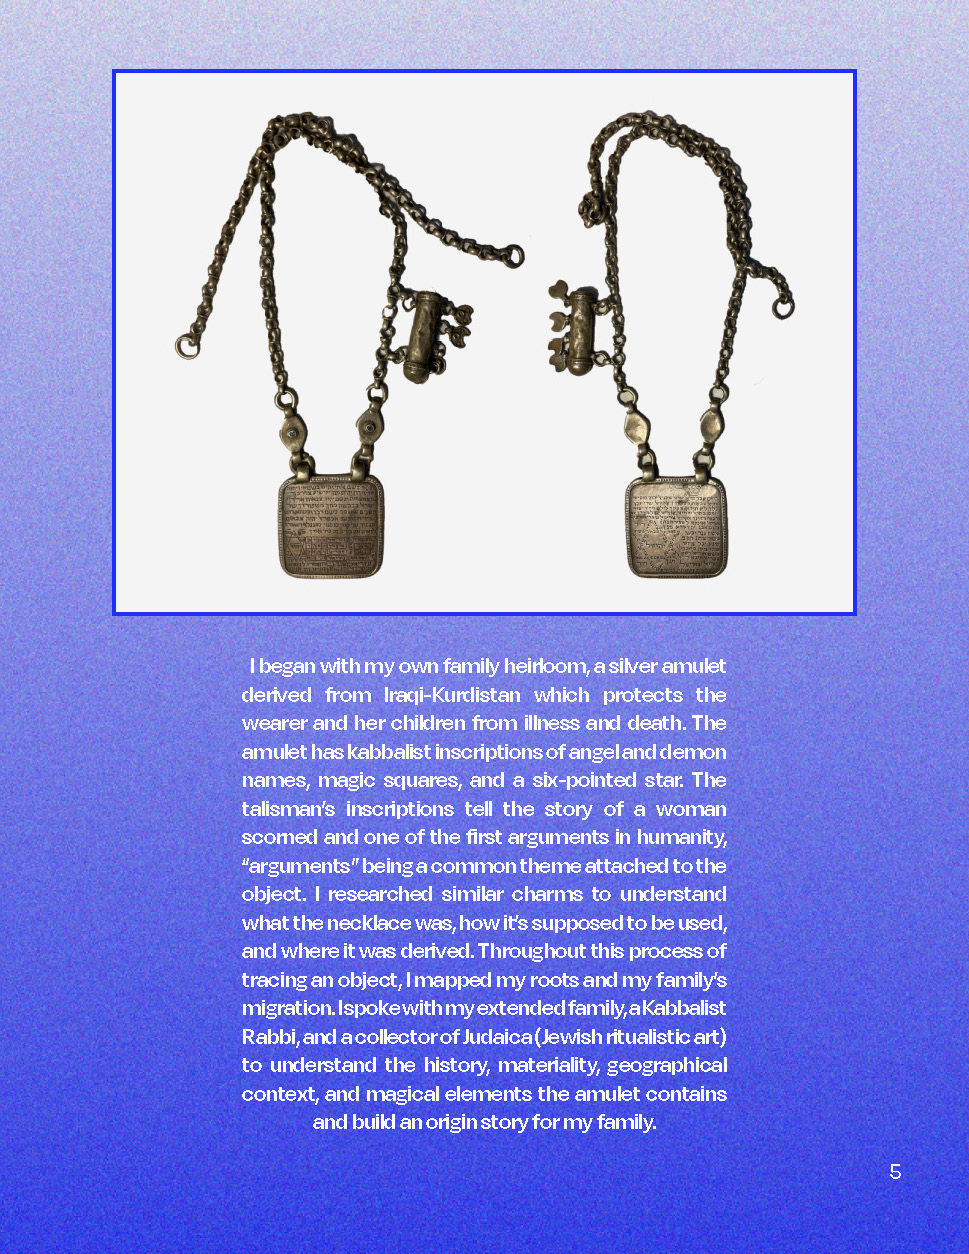 I began with my own family heirloom, a silver amulet
derived from Iraqi-Kurdistan which protects the
wearer and her children from illness and death. The
amulet has kabbalist inscriptions of angel and demon
names, magic squares, and a six-pointed star. The
talisman's inscriptions tell the story of a woman
scorned and one of the first arguments in humanity,
"arguments" being a common theme attached to the
object. I researched similar charms to understand
what the necklace was, how it's supposed to be used,
and where it was derived. Throughout this process of
tracing an object, I mapped my roots and my family's
migration. I spoke with my extended family, a Kabbalist
Rabbi, and a collector of Judaica (Jewish ritualistic art)
to understand the history, materiality, geographical
context, and magical elements the amulet contains
and build an origin story for my family.
5